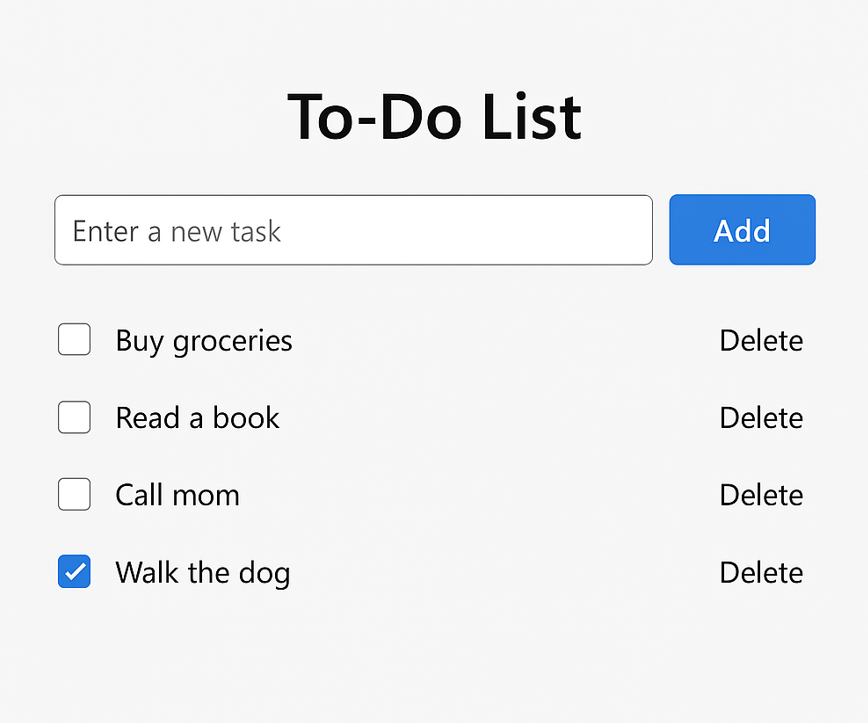 To-Do List
Enter a new task Add
Buy groceries Delete
Read a book Delete
Call mom Delete
Walk the dog Delete